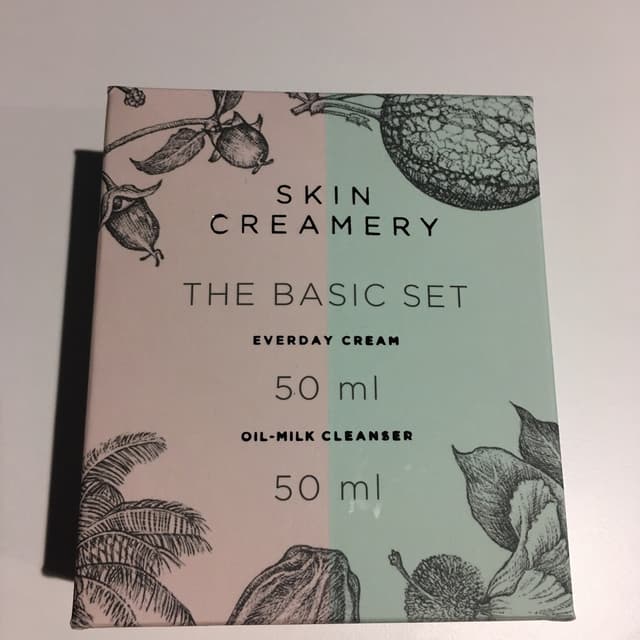 SKIN
CREAMERY
THE BASIC SET
EVERDAY CREAM
50 ml
OIL-MILK CLEANSER
50 ml